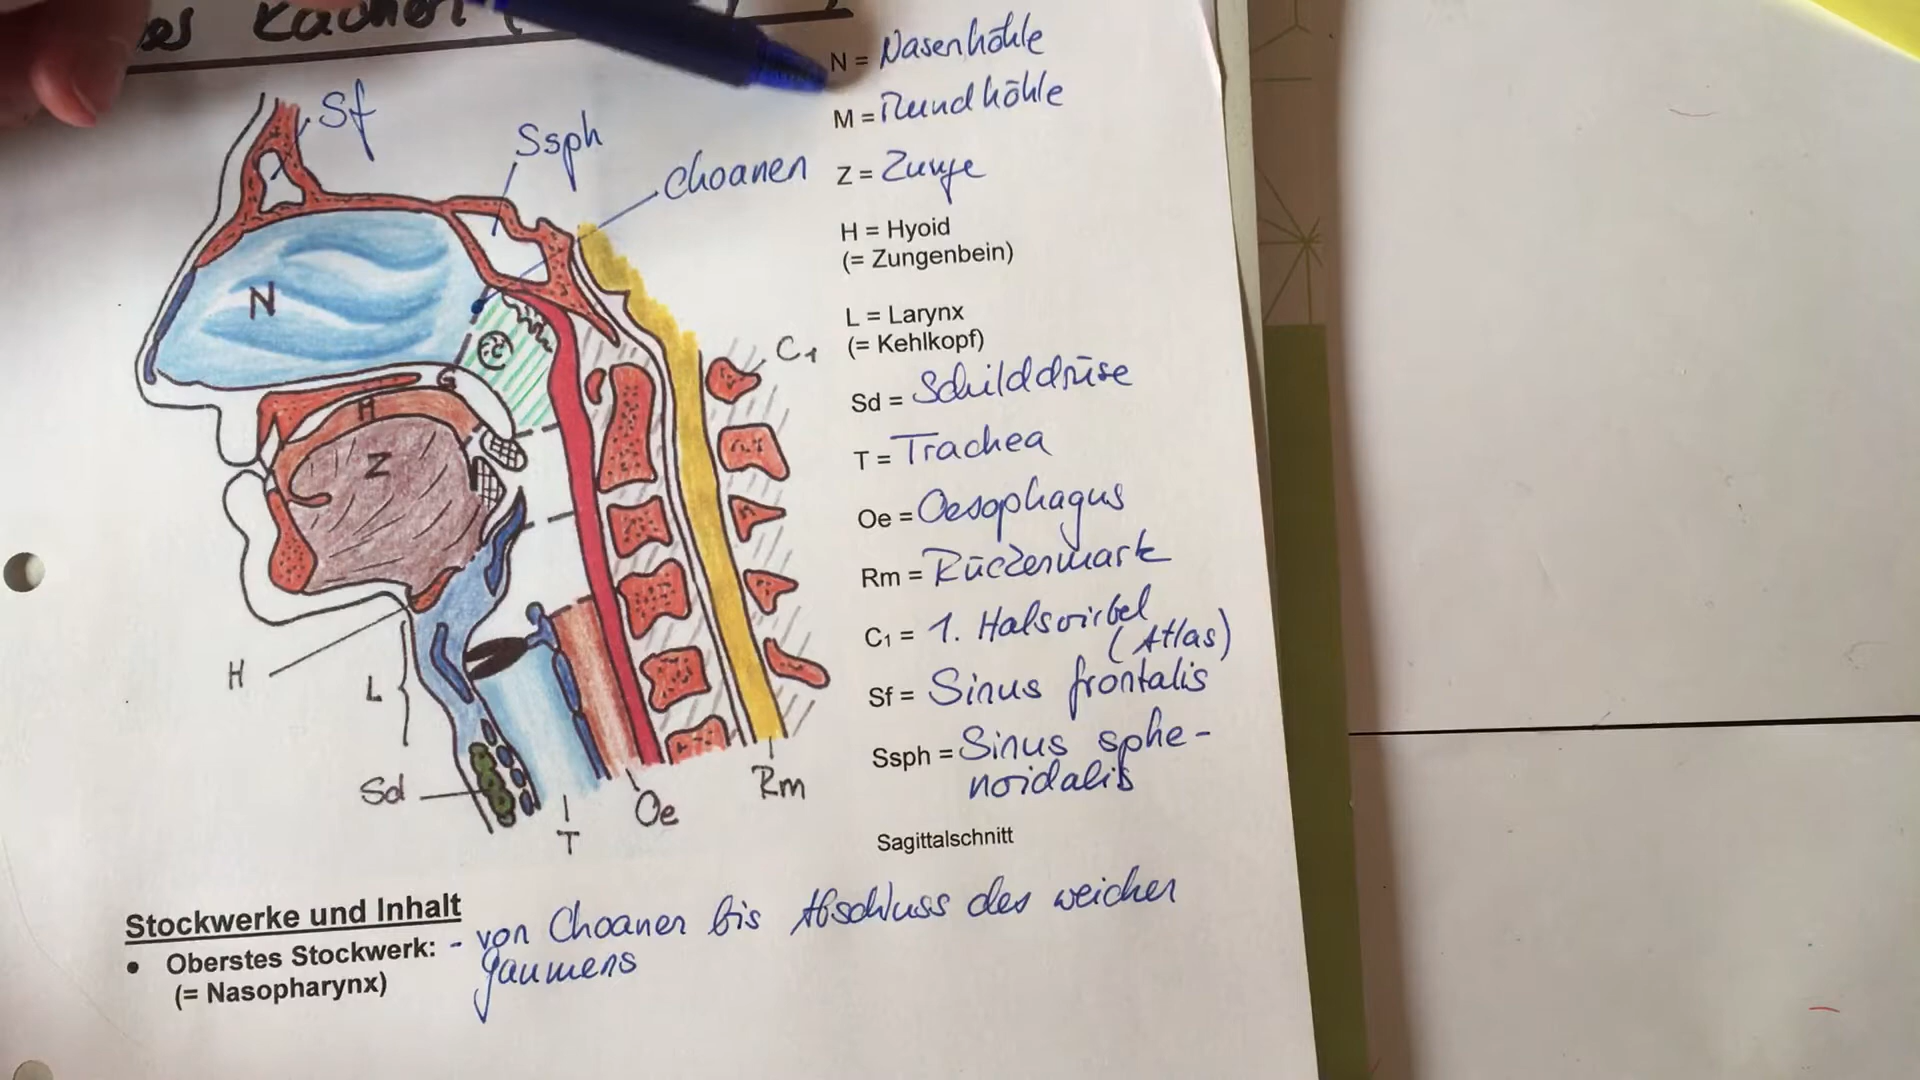 es Rachen
N = Nasenhöhle
M = Mundhöhle
Z = Zunge
H = Hyoid
(= Zungenbein)
L = Larynx
(= Kehlkopf)
Sd = Schilddrüse
T = Trachea
Oe = Oesophagus
Rm = Rückenmark
C1 = 1. Halswirbel
(Atlas)
Sf = Sinus frontalis
Ssph = Sinus sphe-
noidalis
Sagittalschnitt
Sf
Ssph
Choanen
N
C1
G
M
Z
H
L
Sd
T
Oe
Rm
Stockwerke und Inhalt
• Oberstes Stockwerk: - von Choanen bis Abschluss des weichen
gaumens
(= Nasopharynx)